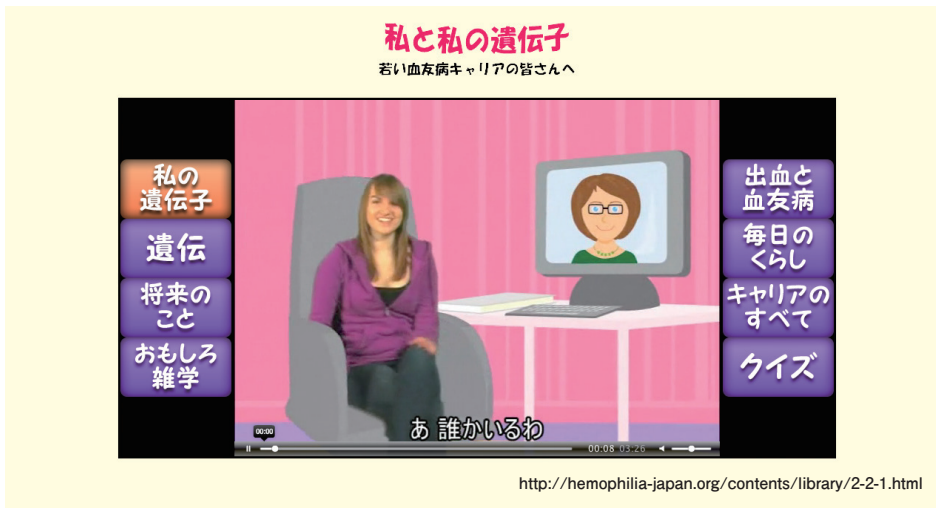 私と私の遺伝子
若い血友病キャリアの皆さんへ
私の
遺伝子
遺伝
将来の
こと
おもしろ
雑学
出血と
血友病
毎日の
くらし
キャリアの
すべて
クイズ
あ 誰かいるわ
00:00
00:08 03:26
http://hemophilia-japan.org/contents/library/2-2-1.html